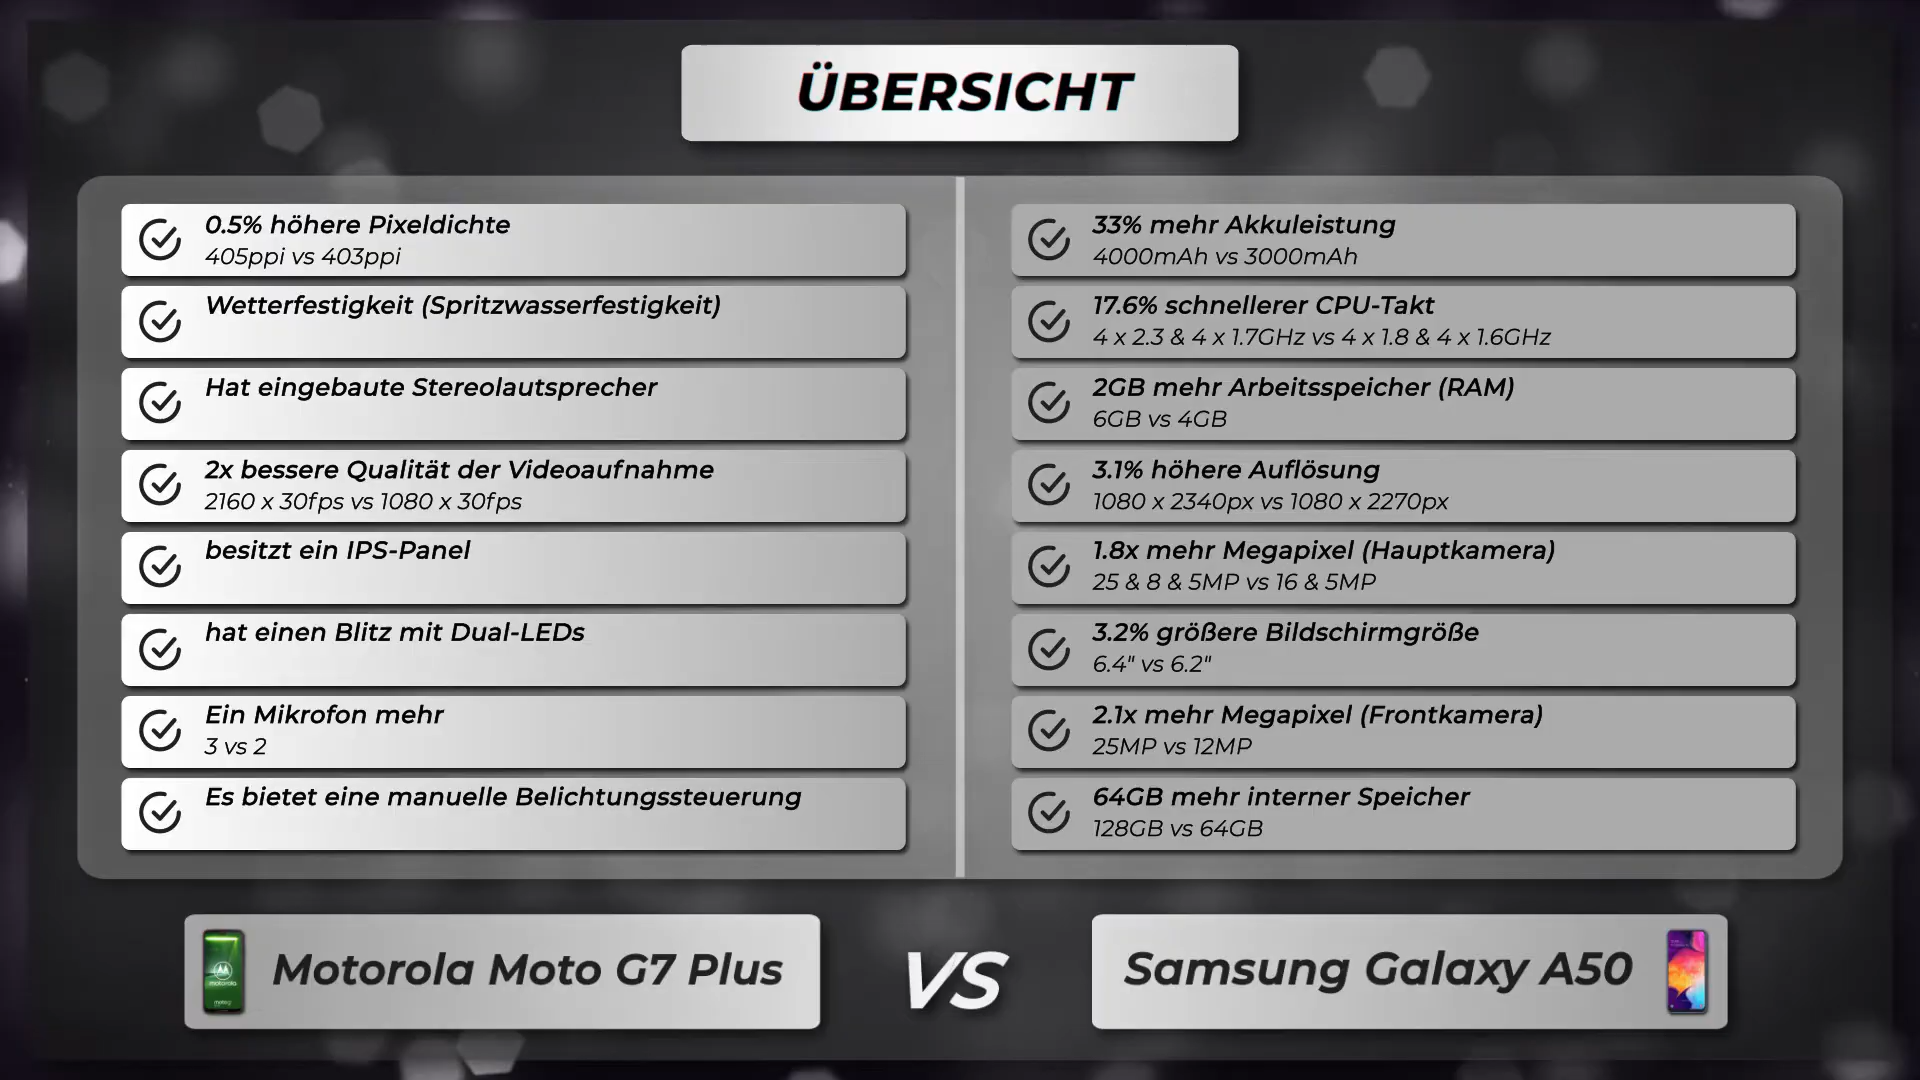 ÜBERSICHT
0.5% höhere Pixeldichte
405ppi vs 403ppi
Wetterfestigkeit (Spritzwasserfestigkeit)
Hat eingebaute Stereolautsprecher
2x bessere Qualität der Videoaufnahme
2160 x 30fps vs 1080 x 30fps
besitzt ein IPS-Panel
hat einen Blitz mit Dual-LEDs
Ein Mikrofon mehr
3 vs 2
Es bietet eine manuelle Belichtungssteuerung
33% mehr Akkuleistung
4000mAh vs 3000mAh
17.6% schnellerer CPU-Takt
4 x 2.3 & 4 x 1.7GHz vs 4 x 1.8 & 4 x 1.6GHz
2GB mehr Arbeitsspeicher (RAM)
6GB vs 4GB
3.1% höhere Auflösung
1080 x 2340px vs 1080 x 2270px
1.8x mehr Megapixel (Hauptkamera)
25 & 8 & 5MP vs 16 & 5MP
3.2% größere Bildschirmgröße
6.4" vs 6.2"
2.1x mehr Megapixel (Frontkamera)
25MP vs 12MP
64GB mehr interner Speicher
128GB vs 64GB
motorola
Motorola Moto G7 Plus
VS
Samsung Galaxy A50